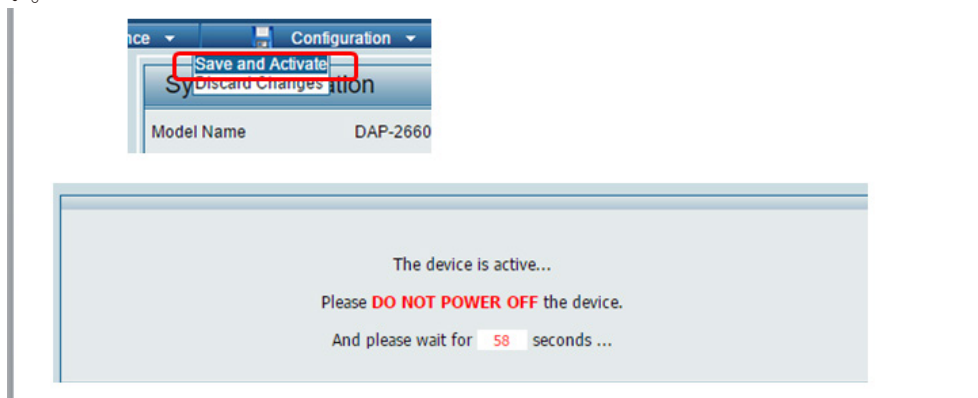 Configuration
Save and Activate
Discard Changes
Model Name DAP-2660
The device is active...
Please DO NOT POWER OFF the device.
And please wait for 58 seconds ...